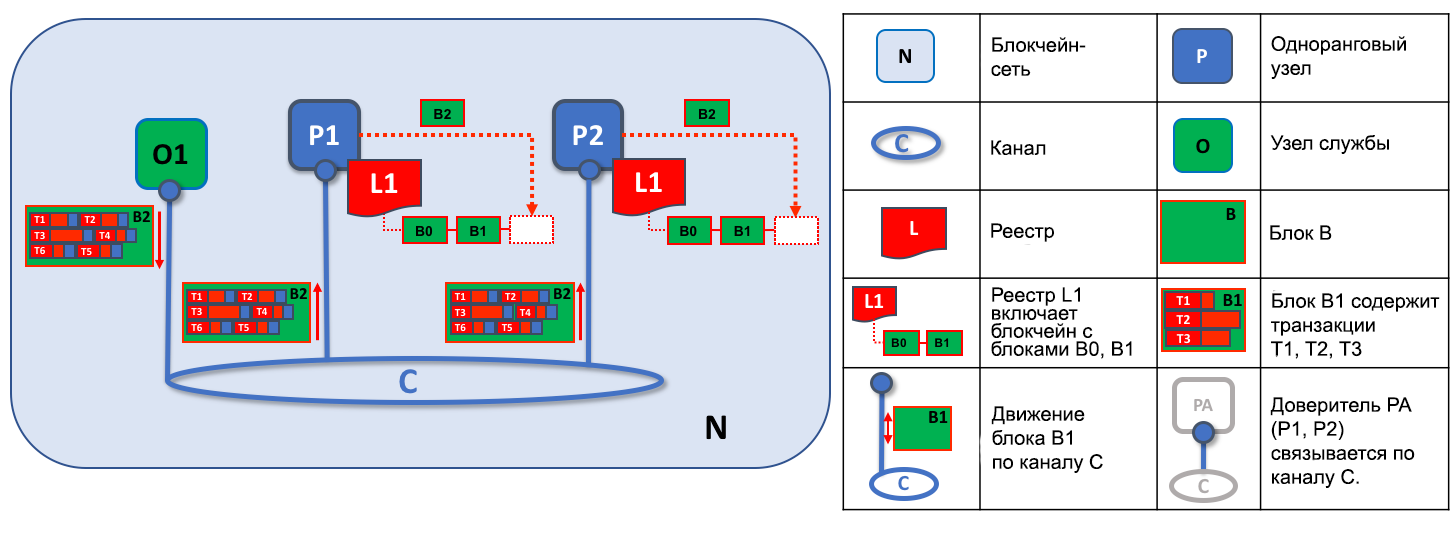 P1
B2
P2
B2
O1
L1
L1
B0
B1
B0
B1
T1
T2
B2
T3
T4
T6
T5
T1
T2
B2
T3
T4
T6
T5
T1
T2
B2
T3
T4
T6
T5
C
N
N
Блокчейн-
сеть
P
Одноранговый
узел
C
Канал
O
Узел службы
L
Реестр
B
Блок B
L1
B0
B1
Реестр L1
включает
блокчейн с
блоками B0, B1
T1
B1
T2
T3
Блок B1 содержит
транзакции
T1, T2, T3
B1
C
Движение
блока B1
по каналу C
PA
C
Доверитель PA
(P1, P2)
связывается по
каналу C.